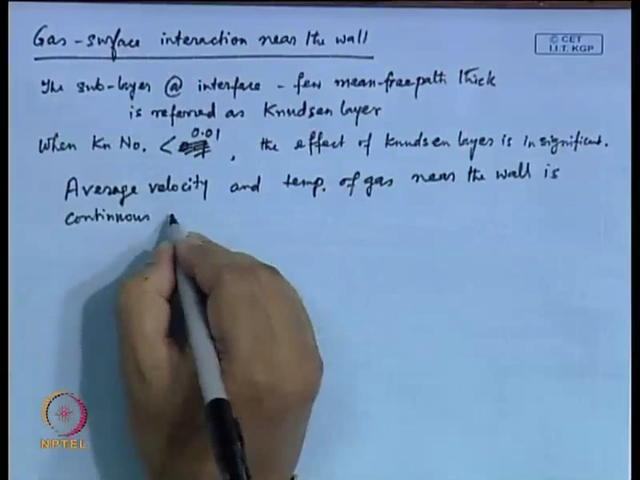 Gas-surface interaction near the wall
© CET
I.I.T. KGP
The sub-layer @ interface - few mean-free path thick
is referred as Knudsen layer
When Kn No. < 0.01, the effect of Knudsen layer is insignificant.
Average velocity and temp. of gas near the wall is
continuous
NPTEL